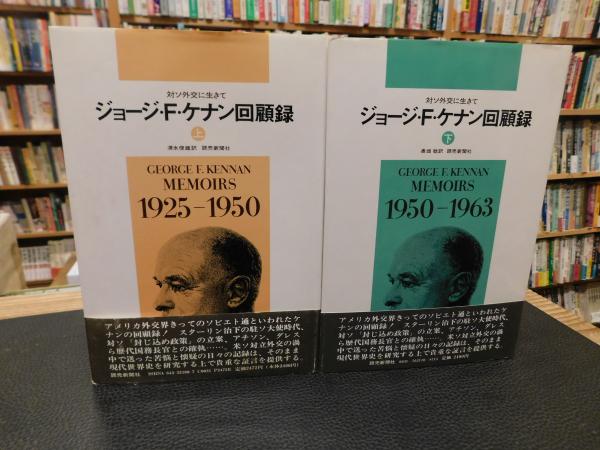 対ソ外交に生きて
ジョージ・F・ケナン回顧録
上
清水俊雄訳 読売新聞社
GEORGE F. KENNAN
MEMOIRS
1925–1950
アメリカ外交界きってのソビエト通といわれたケ
ナンの回顧録! スターリン治下の駐ソ大使時代、
対ソ「封じ込め政策」の立案、アチソン、ダレス
ら歴代国務長官との確執……。米ソ対立外交の渦
中で送った苦悩と懐疑の日々の記録は、そのまま
現代世界史を研究する上で貴重な証言を提供する。
読売新聞社
対ソ外交に生きて
ジョージ・F・ケナン回顧録
下
読売新聞社
GEORGE F. KENNAN
MEMOIRS
1950–1963
アメリカ外交界きってのソビエト通といわれたケ
ナンの回顧録! スターリン治下の駐ソ大使時代、
対ソ「封じ込め政策」の立案、アチソン、ダレス
ら歴代国務長官との確執……。米ソ対立外交の渦
中で送った苦悩と懐疑の日々の記録は、そのまま
現代世界史を研究する上で貴重な証言を提供する。
読売新聞社